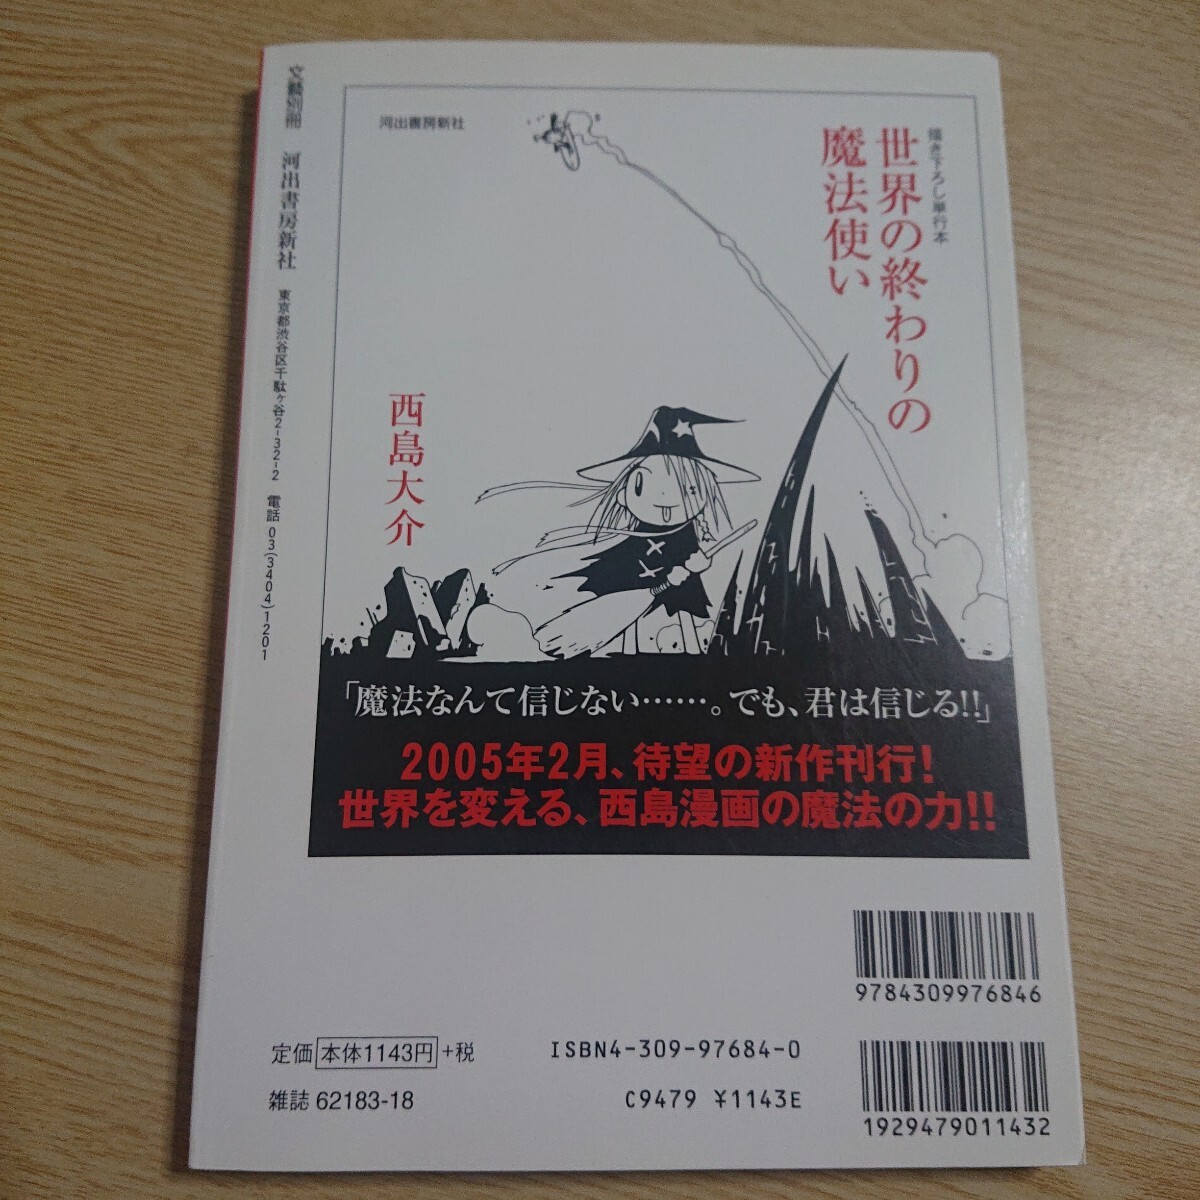 文藝別冊 河出書房新社 東京都渋谷区千駄ヶ谷2-32-2 電話 03(3404)1201
河出書房新社
描き下ろし単行本
世界の終わりの
魔法使い
西島大介
「魔法なんて信じない……。でも、君は信じる!!」
2005年2月、待望の新作刊行!
世界を変える、西島漫画の魔法の力!!
9784309976846
定価 本体1143円 +税
ISBN4-309-97684-0
雑誌 62183-18
C9479 ¥1143E
1929479011432